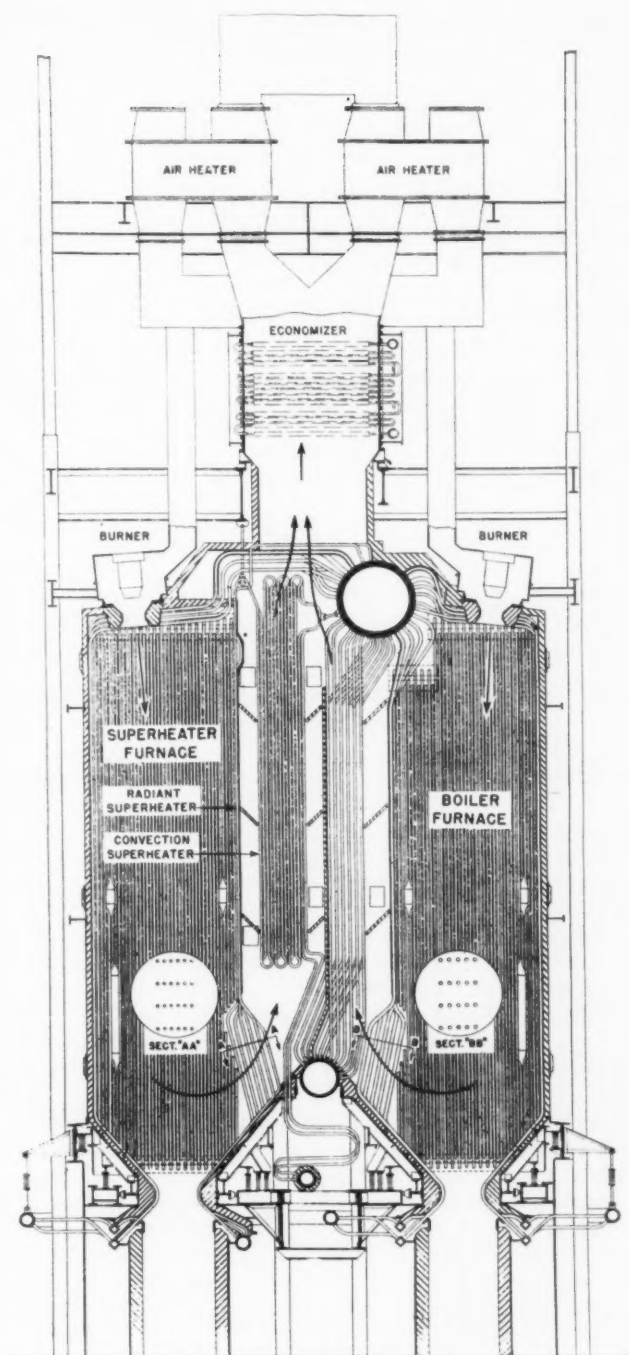 AIR HEATER
AIR HEATER
ECONOMIZER
BURNER
BURNER
SUPERHEATER
FURNACE
RADIANT
SUPERHEATER
CONVECTION
SUPERHEATER
BOILER
FURNACE
SECT. "AA"
SECT. "BB"